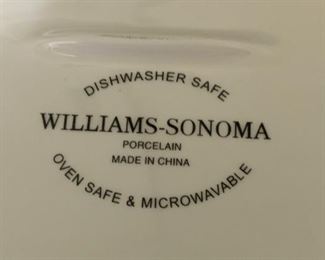 DISHWASHER SAFE
WILLIAMS-SONOMA
PORCELAIN
MADE IN CHINA
OVEN SAFE & MICROWAVABLE